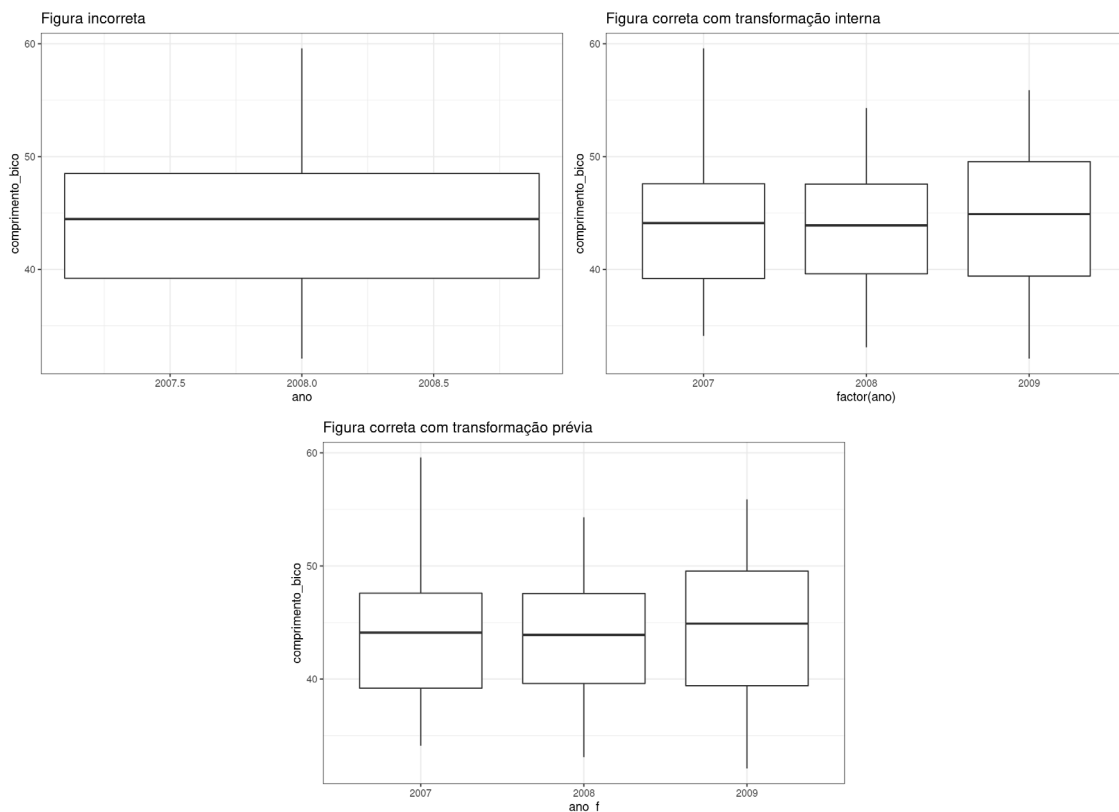 Figura incorreta
60
50
40
comprimento_bico
2007.5 2008.0 2008.5
ano
Figura correta com transformação interna
60
50
40
comprimento_bico
2007 2008 2009
factor(ano)
Figura correta com transformação prévia
60
50
40
comprimento_bico
2007 2008 2009
ano_f